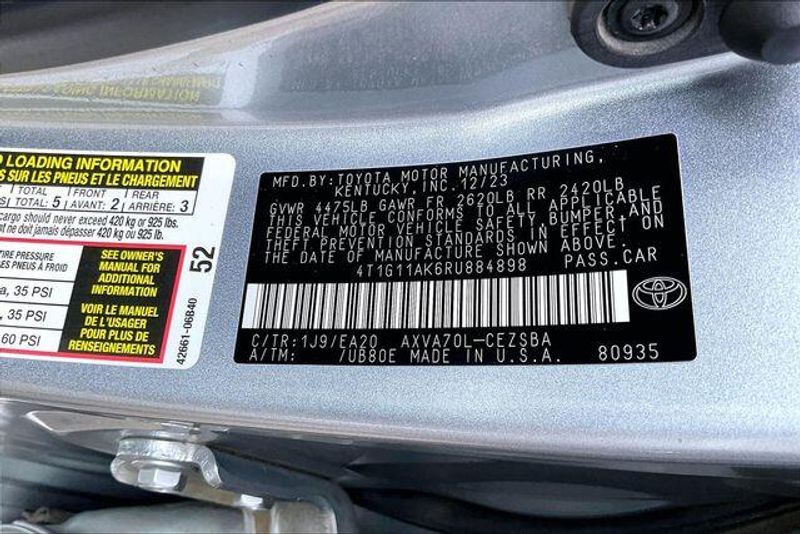 LOADING INFORMATION
SUR LES PNEUS ET LE CHARGEMENT
TOTAL FRONT REAR
TOTAL: 5 AVANT: 2 ARRIÈRE: 3
cargo should never exceed 420 kg or 925 lbs.
ne doit jamais dépasser 420 kg ou 925 lb.
TIRE PRESSURE
PNEUS À FROID
35 PSI
35 PSI
60 PSI
SEE OWNER'S
MANUAL FOR
ADDITIONAL
INFORMATION
VOIR LE MANUEL
DE L'USAGER
POUR PLUS DE
RENSEIGNEMENTS
52
42661-06B40
MFD.BY:TOYOTA MOTOR MANUFACTURING,
KENTUCKY, INC.12/23
GVWR 4475LB GAWR FR 2620LB RR 2420LB
THIS VEHICLE CONFORMS TO ALL APPLICABLE
FEDERAL MOTOR VEHICLE SAFETY,BUMPER,AND
THEFT PREVENTION STANDARDS IN EFFECT ON
THE DATE OF MANUFACTURE SHOWN ABOVE.
4T1G11AK6RU884898 PASS.CAR
C/TR:1J9/EA20 AXVA70L-CEZSBA
A/TM: /UB80E MADE IN U.S.A. 80935